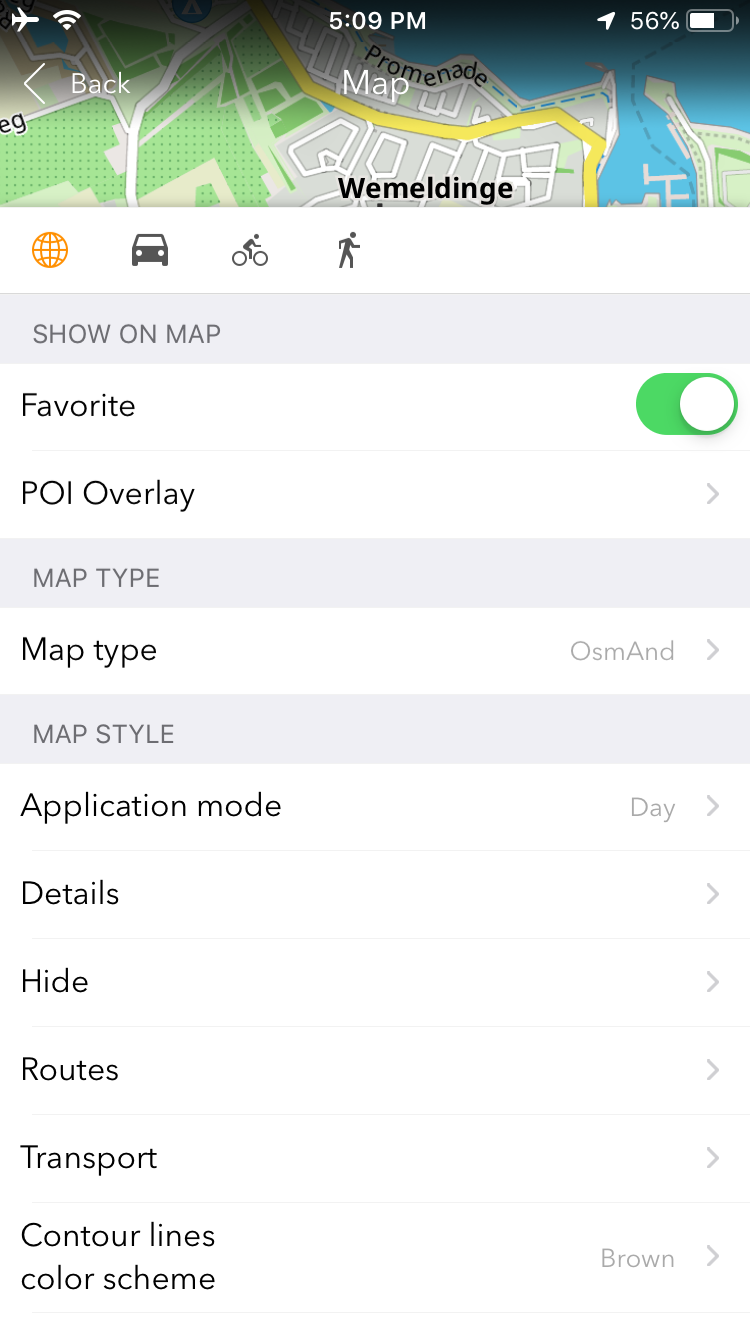 5:09 PM
56%
Back
Map
Promenade
eg
Wemeldinge
SHOW ON MAP
Favorite
POI Overlay
MAP TYPE
Map type
OsmAnd
MAP STYLE
Application mode
Day
Details
Hide
Routes
Transport
Contour lines
color scheme
Brown